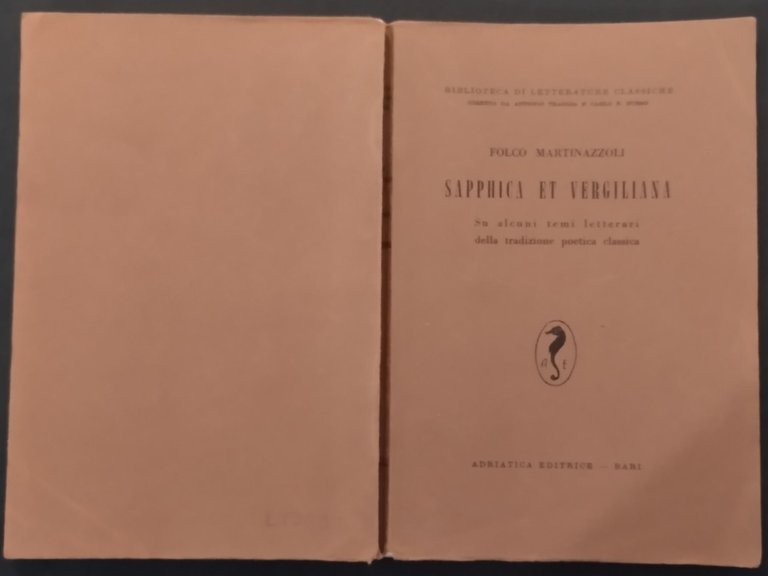 BIBLIOTECA DI LETTERATURE CLASSICHE
DIRETTA DA ANTONIO TRAGLIA E CARLO F. RUSSO
FOLCO MARTINAZZOLI
SAPPHICA ET VERGILIANA
Su alcuni temi letterari
della tradizione poetica classica
a e
ADRIATICA EDITRICE — BARI